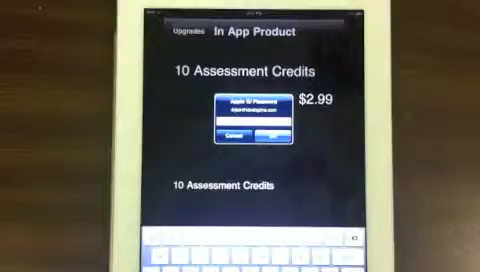 Upgrades In App Product
10 Assessment Credits
$2.99
Apple ID Password
Cancel OK
10 Assessment Credits